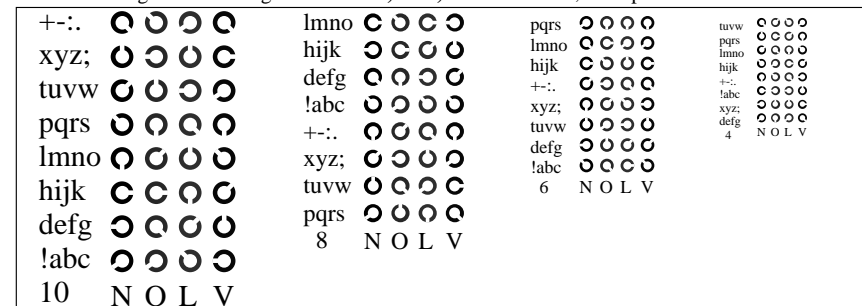 +-:.
xyz;
tuvw
pqrs
lmno
hijk
defg
!abc
10 N O L V
lmno
hijk
defg
!abc
+-:.
xyz;
tuvw
pqrs
8 N O L V
pqrs
lmno
hijk
+-:.
xyz;
tuvw
defg
!abc
6 N O L V
tuvw
pqrs
lmno
hijk
+-:.
!abc
xyz;
defg
4 N O L V